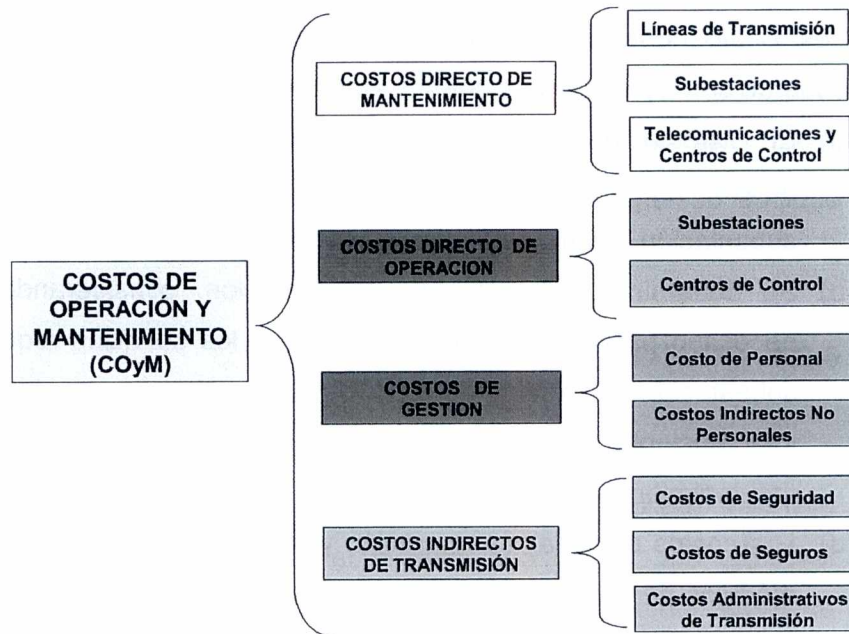 COSTOS DE
OPERACIÓN Y
MANTENIMIENTO
(COyM)
COSTOS DIRECTO DE
MANTENIMIENTO
Líneas de Transmisión
Subestaciones
Telecomunicaciones y
Centros de Control
COSTOS DIRECTO DE
OPERACION
Subestaciones
Centros de Control
COSTOS DE
GESTION
Costo de Personal
Costos Indirectos No
Personales
COSTOS INDIRECTOS
DE TRANSMISIÓN
Costos de Seguridad
Costos de Seguros
Costos Administrativos
de Transmisión